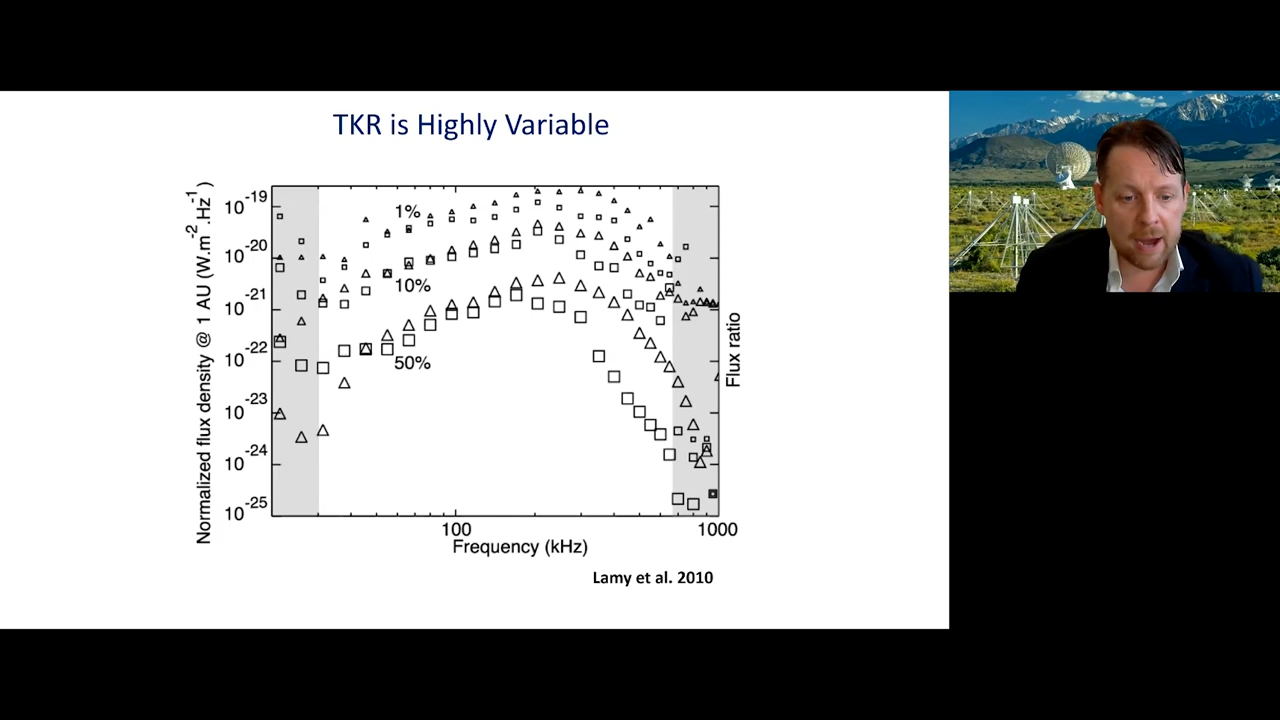 TKR is Highly Variable
Normalized flux density @ 1 AU (W.m-2.Hz-1)
10-19
10-20
10-21
10-22
10-23
10-24
10-25
1%
10%
50%
Flux ratio
100
1000
Frequency (kHz)
Lamy et al. 2010